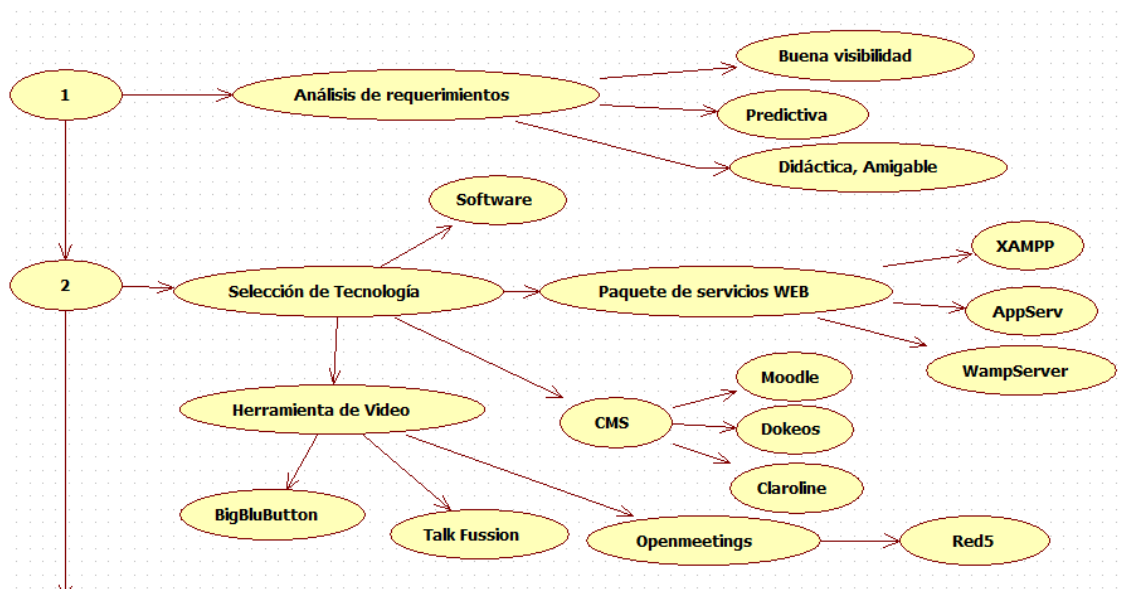 Buena visibilidad
1
Análisis de requerimientos
Predictiva
Didáctica, Amigable
Software
XAMPP
2
Selección de Tecnología
Paquete de servicios WEB
AppServ
WampServer
Moodle
Herramienta de Video
CMS
Dokeos
Claroline
BigBluButton
Talk Fussion
Openmeetings
Red5